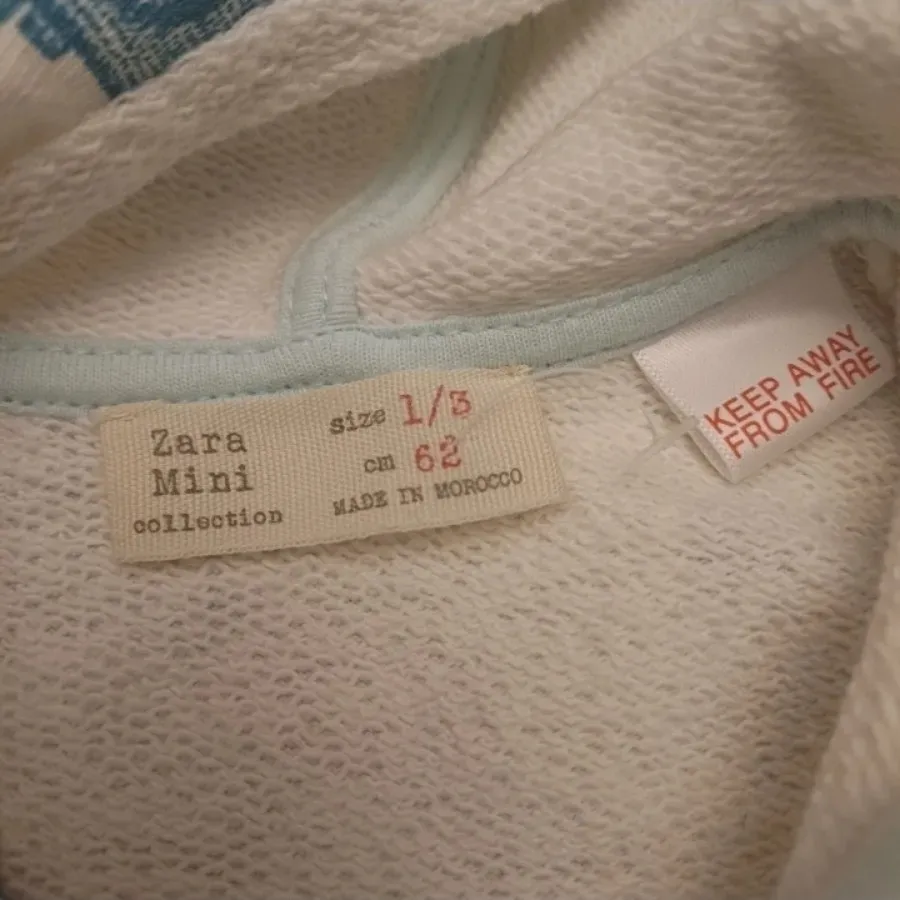 Zara
Mini
collection
size 1/3
cm 62
MADE IN MOROCCO
KEEP AWAY
FROM FIRE